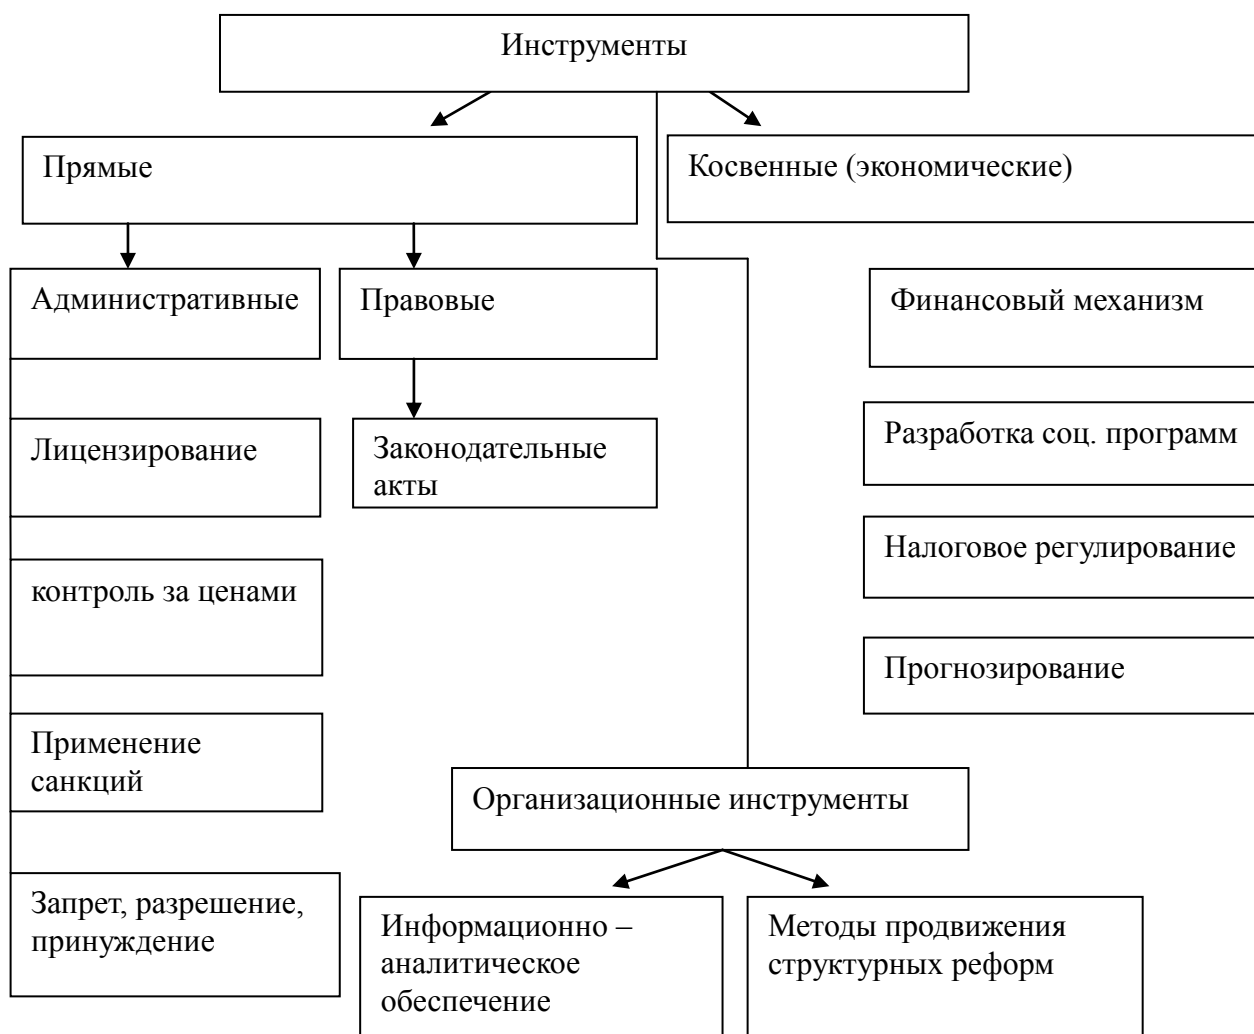 Инструменты
Прямые
Косвенные (экономические)
Административные
Правовые
Финансовый механизм
Лицензирование
Законодательные
акты
Разработка соц. программ
Налоговое регулирование
контроль за ценами
Прогнозирование
Применение
санкций
Организационные инструменты
Запрет, разрешение,
принуждение
Информационно –
аналитическое
обеспечение
Методы продвижения
структурных реформ